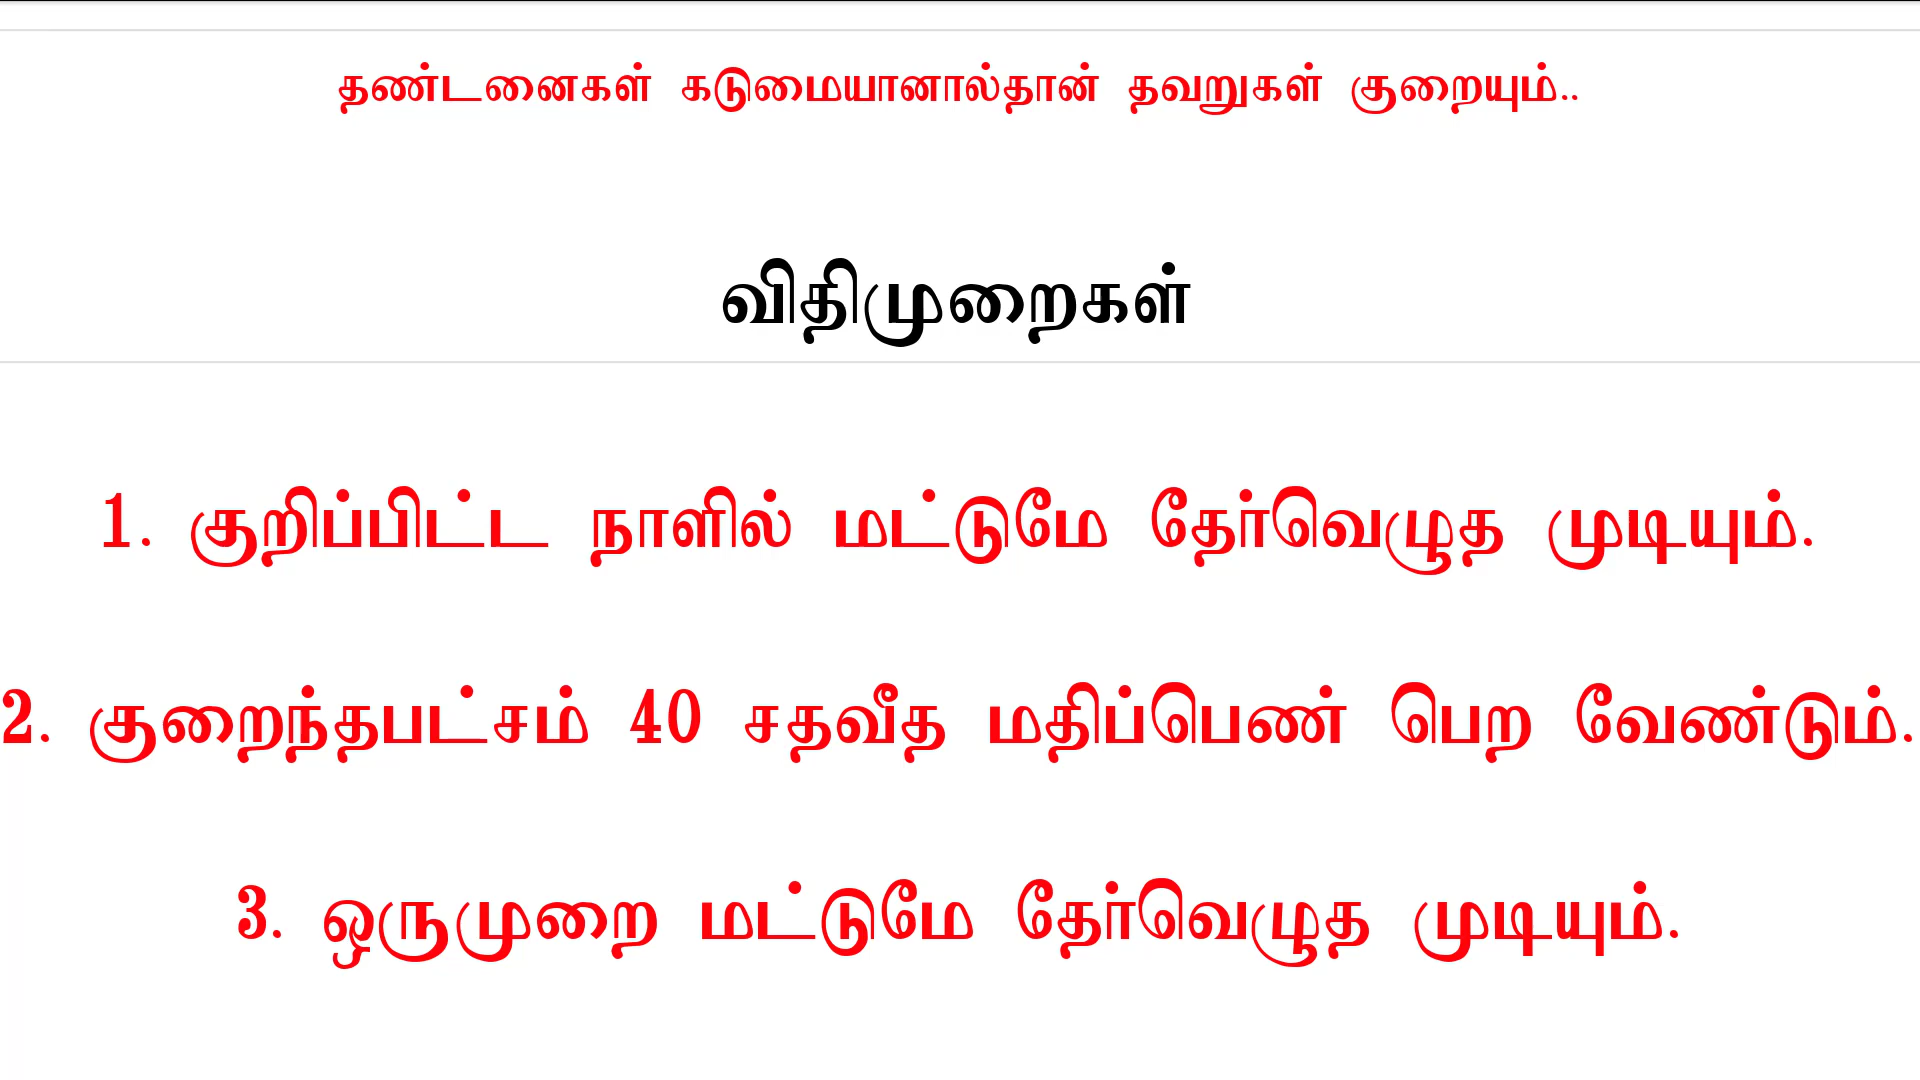 தண்டனைகள் கடுமையானால்தான் தவறுகள் குறையும்..
விதிமுறைகள்
1. குறிப்பிட்ட நாளில் மட்டுமே தேர்வெழுத முடியும்.
2. குறைந்தபட்சம் 40 சதவீத மதிப்பெண் பெற வேண்டும்.
3. ஒருமுறை மட்டுமே தேர்வெழுத முடியும்.